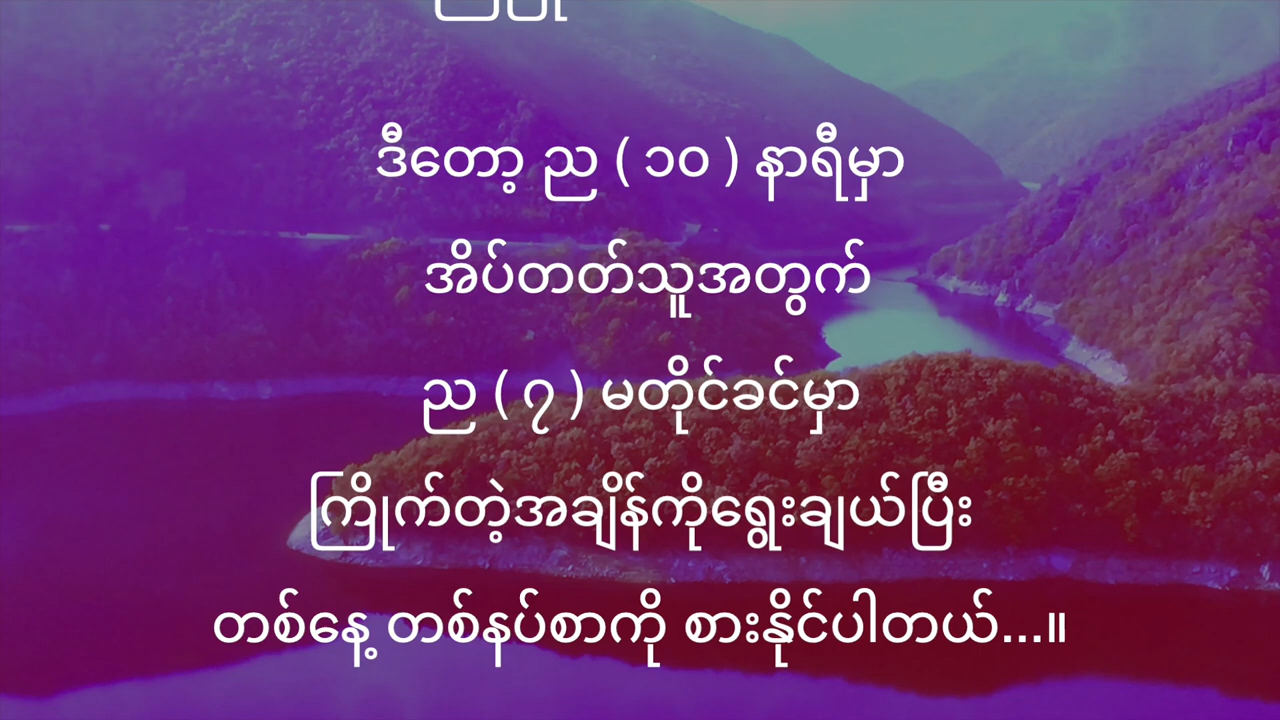 ဒီတော့ ည ( ၁၀ ) နာရီမှာ
အိပ်တတ်သူအတွက်
ည ( ၇ ) မတိုင်ခင်မှာ
ကြိုက်တဲ့အချိန်ကိုရွေးချယ်ပြီး
တစ်နေ့ တစ်နပ်စာကို စားနိုင်ပါတယ်...။